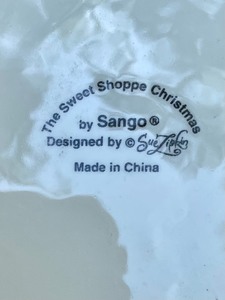 The Sweet Shoppe Christmas
by Sango®
Designed by © Sue Zipkin
Made in China